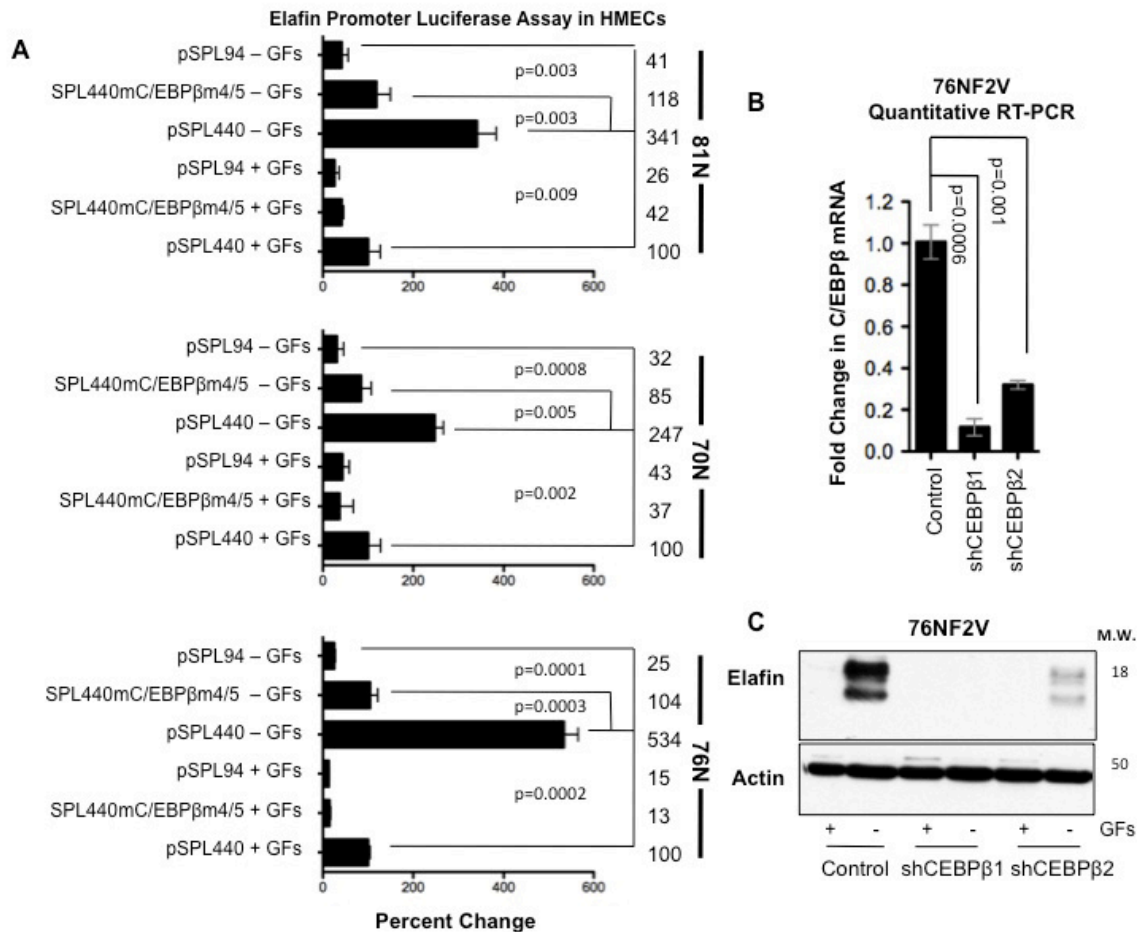 Elafin Promoter Luciferase Assay in HMECs
A
pSPL94 – GFs
SPL440mC/EBPβm4/5 – GFs
pSPL440 – GFs
pSPL94 + GFs
SPL440mC/EBPβm4/5 + GFs
pSPL440 + GFs
p=0.003
p=0.003
p=0.009
41
118
341
26
42
100
81N
0 200 400 600
pSPL94 – GFs
SPL440mC/EBPβm4/5 – GFs
pSPL440 – GFs
pSPL94 + GFs
SPL440mC/EBPβm4/5 + GFs
pSPL440 + GFs
p=0.0008
p=0.005
p=0.002
32
85
247
43
37
100
70N
0 200 400 600
pSPL94 – GFs
SPL440mC/EBPβm4/5 – GFs
pSPL440 – GFs
pSPL94 + GFs
SPL440mC/EBPβm4/5 + GFs
pSPL440 + GFs
p=0.0001
p=0.0003
p=0.0002
25
104
534
15
13
100
76N
0 200 400 600
Percent Change
B
76NF2V
Quantitative RT-PCR
p=0.001
p=0.0006
Fold Change in C/EBPβ mRNA
1.2
1.0
0.8
0.6
0.4
0.2
0.0
Control
shCEBPβ1
shCEBPβ2
C
76NF2V
M.W.
Elafin
18
Actin
50
+ - + - + - GFs
Control shCEBPβ1 shCEBPβ2